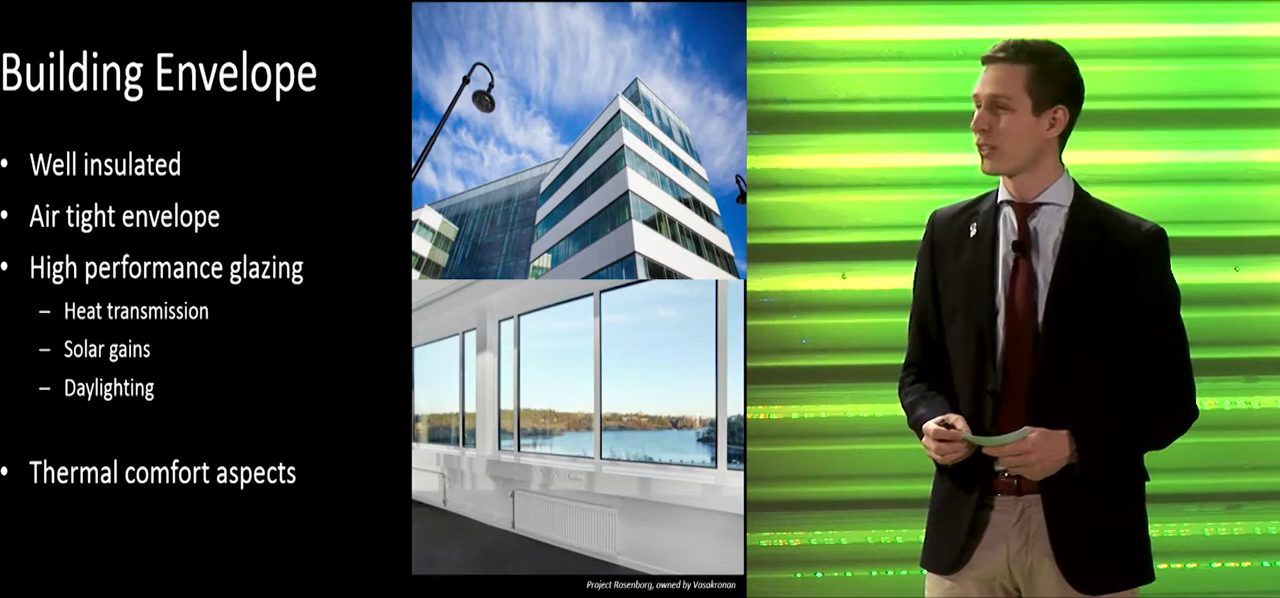 Building Envelope
• Well insulated
• Air tight envelope
• High performance glazing
– Heat transmission
– Solar gains
– Daylighting
• Thermal comfort aspects
Project Rosenborg, owned by Vasakronan